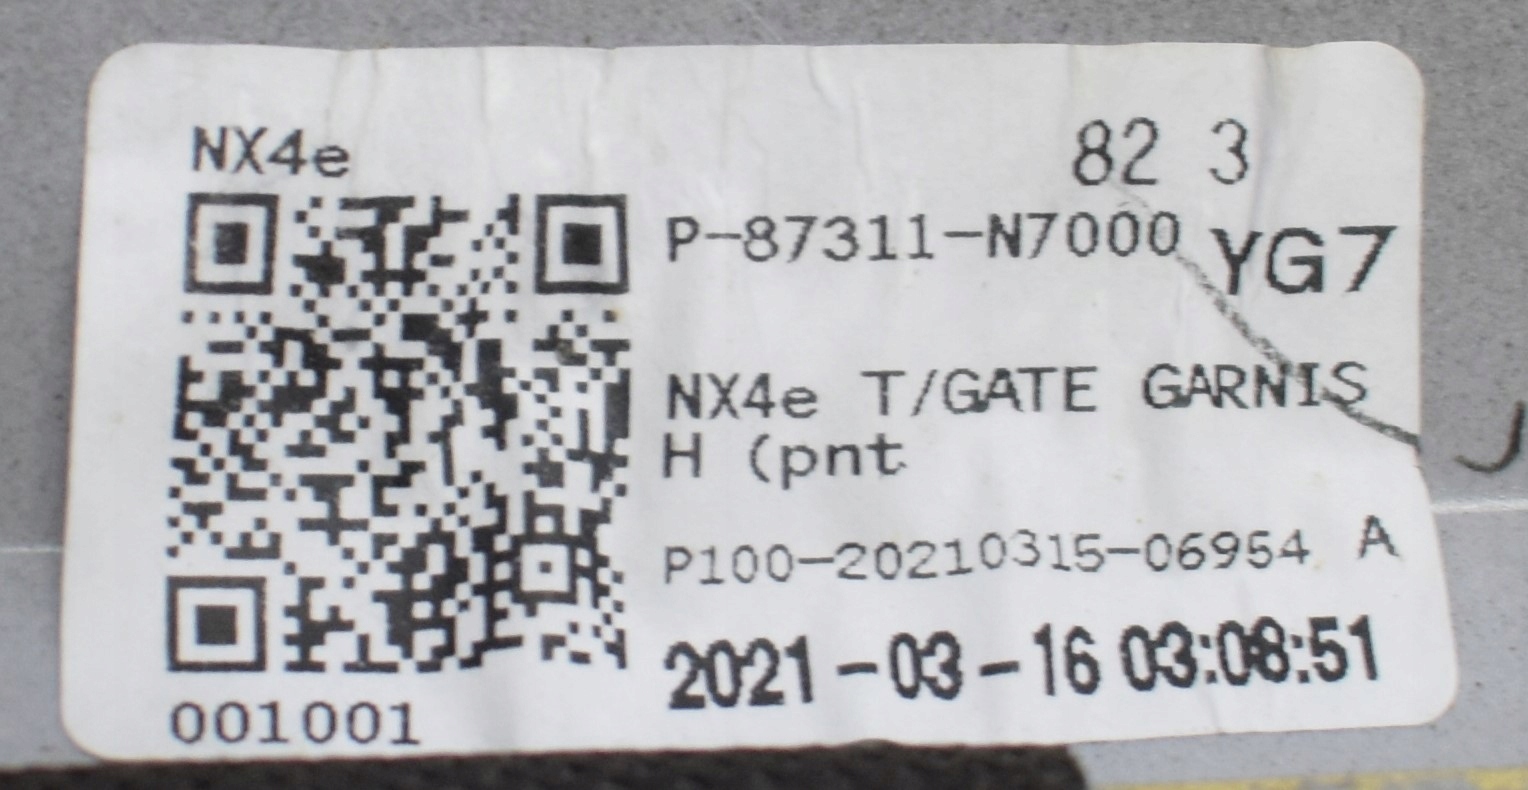 NX4e
82 3
P-87311-N7000 YG7
NX4e T/GATE GARNIS
H (pnt
P100-20210315-06954 A
2021-03-16 03:08:51
001001